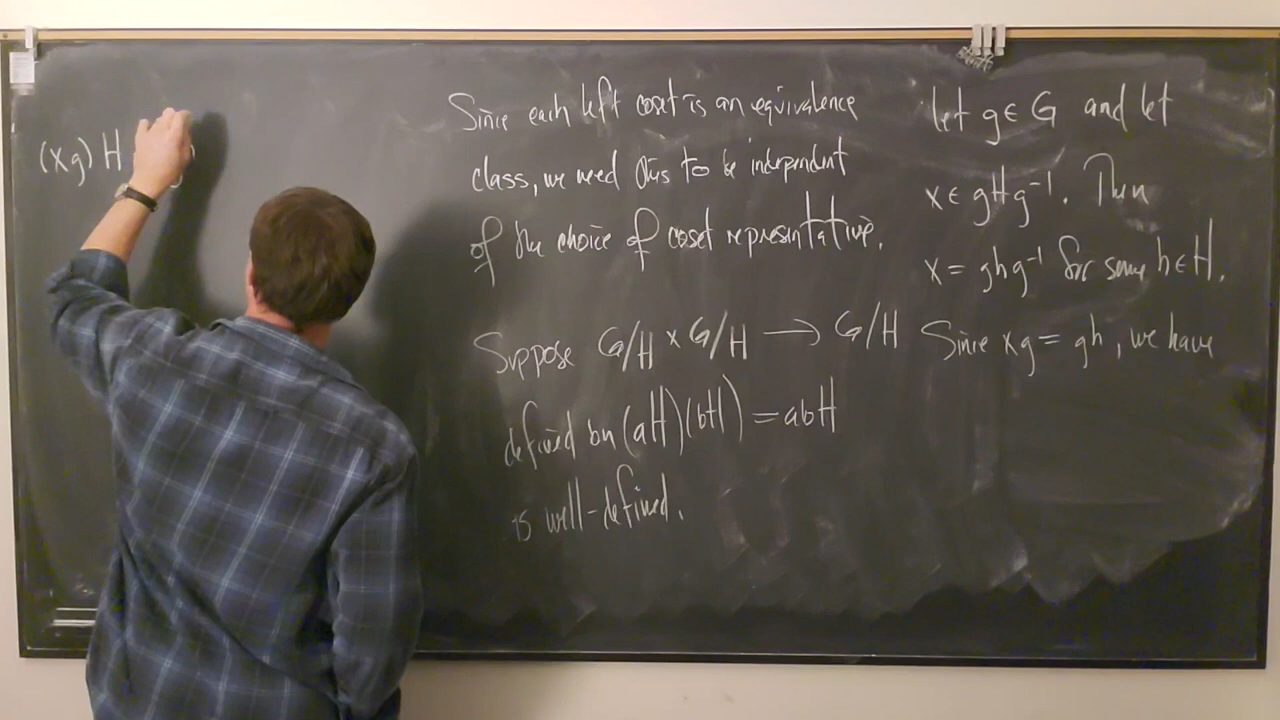 (xg) H
Since each left coset is an equivalence
class, we need this to be independent
of the choice of coset representative.
Suppose G/H × G/H → G/H
defined by (aH)(bH) = abH
is well-defined.
let g ∈ G and let
x ∈ gHg⁻¹. Then
x = ghg⁻¹ for some h ∈ H.
Since xg = gh, we have